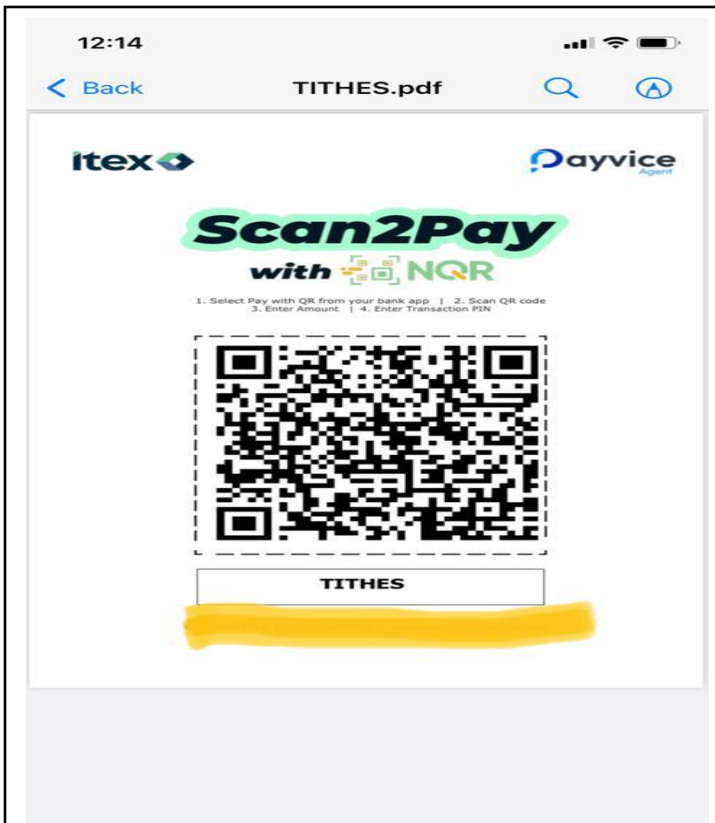 12:14
Back TITHES.pdf
itex Payvice
Agent
Scan2Pay
with NQR
1. Select Pay with QR from your bank app | 2. Scan QR code
3. Enter Amount | 4. Enter Transaction PIN
TITHES